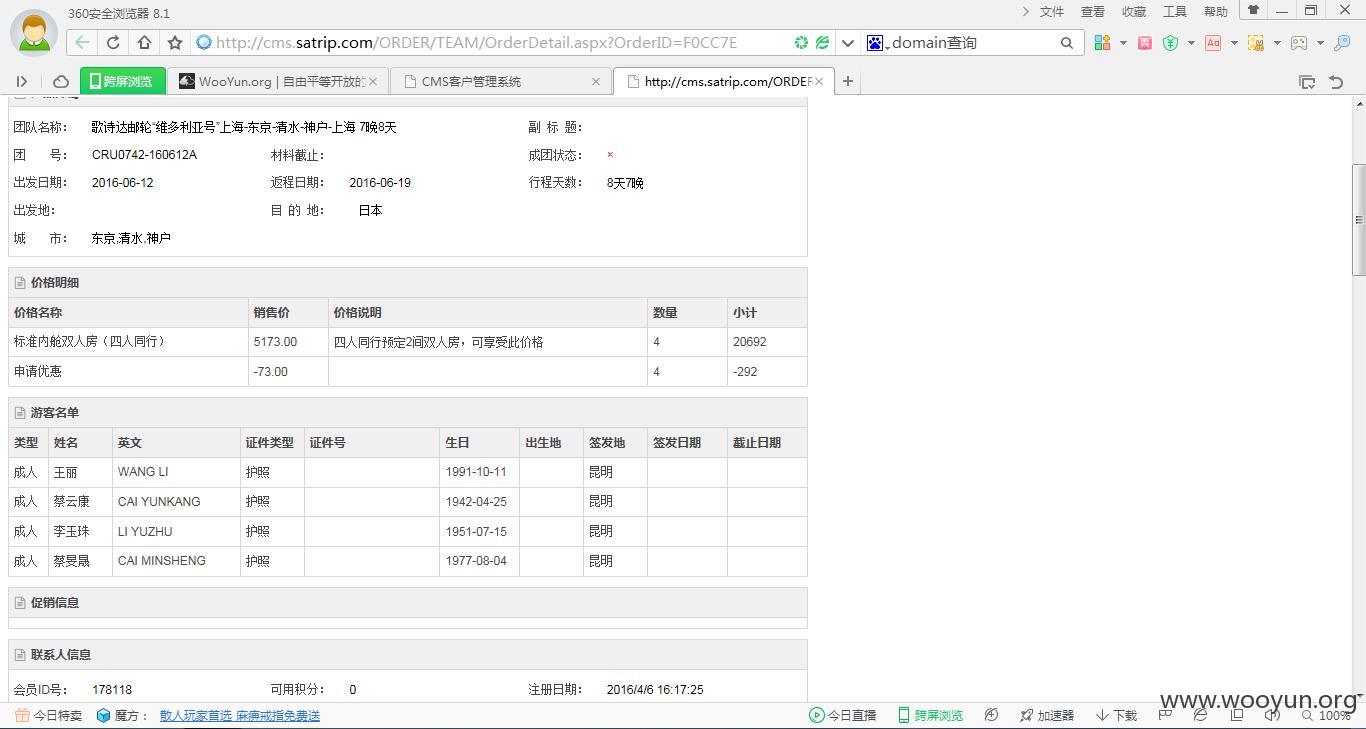 360安全浏览器 8.1
文件 查看 收藏 工具 帮助
http://cms.satrip.com/ORDER/TEAM/OrderDetail.aspx?OrderID=F0CC7E
domain查询
跨屏浏览
WooYun.org | 自由平等开放的
CMS客户管理系统
http://cms.satrip.com/ORDER
团队名称: 歌诗达邮轮“维多利亚号”上海-东京-清水-神户-上海 7晚8天 副 标 题:
团 号: CRU0742-160612A 材料截止: 成团状态: ×
出发日期: 2016-06-12 返程日期: 2016-06-19 行程天数: 8天7晚
出发地: 目 的 地: 日本
城 市: 东京,清水,神户
价格明细
价格名称 销售价 价格说明 数量 小计
标准内舱双人房（四人同行） 5173.00 四人同行预定2间双人房，可享受此价格 4 20692
申请优惠 -73.00 4 -292
游客名单
类型 姓名 英文 证件类型 证件号 生日 出生地 签发地 签发日期 截止日期
成人 王丽 WANG LI 护照 1991-10-11 昆明
成人 蔡云康 CAI YUNKANG 护照 1942-04-25 昆明
成人 李玉珠 LI YUZHU 护照 1951-07-15 昆明
成人 蔡旻晟 CAI MINSHENG 护照 1977-08-04 昆明
促销信息
联系人信息
会员ID号: 178118 可用积分: 0 注册日期: 2016/4/6 16:17:25
www.wooyun.org
今日特卖 魔方: 散人玩家首选 麻痹戒指免费送 今日直播 跨屏浏览 加速器 下载 100%